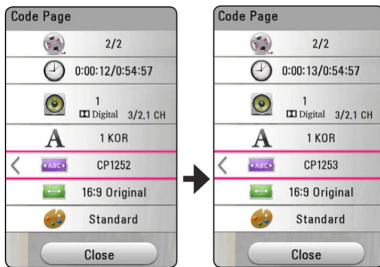 Code Page
2/2
0:00:12/0:54:57
1
Digital 3/2.1 CH
A
1 KOR
ABC
CP1252
16:9 Original
Standard
Close
Code Page
2/2
0:00:13/0:54:57
1
Digital 3/2.1 CH
A
1 KOR
ABC
CP1253
16:9 Original
Standard
Close